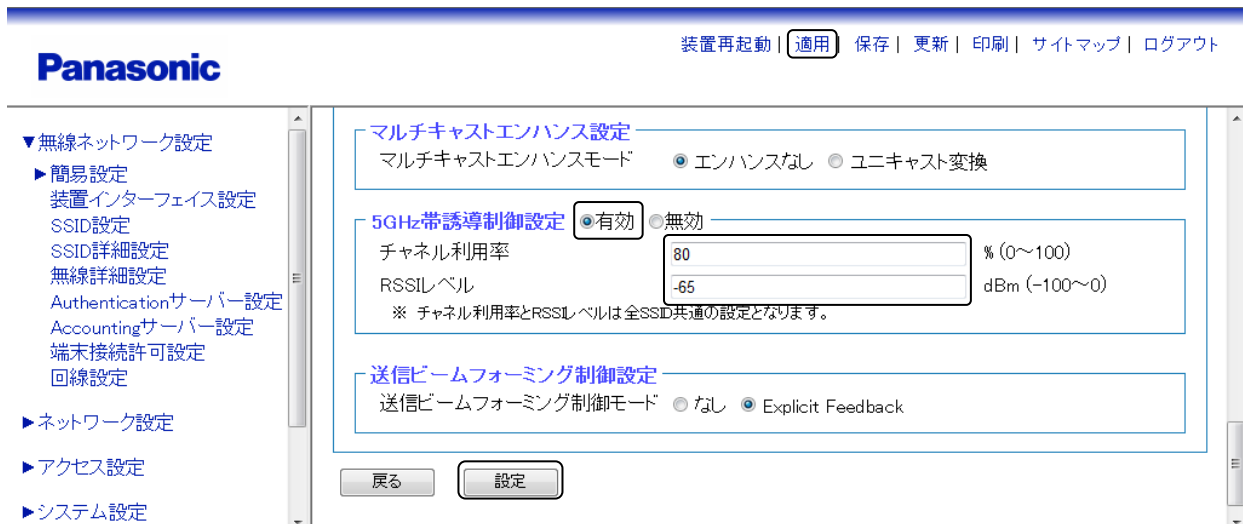 装置再起動| 適用| 保存| 更新| 印刷| サイトマップ| ログアウト
Panasonic
▼無線ネットワーク設定
▶簡易設定
装置インターフェイス設定
SSID設定
SSID詳細設定
無線詳細設定
Authenticationサーバー設定
Accountingサーバー設定
端末接続許可設定
回線設定
▶ネットワーク設定
▶アクセス設定
▶システム設定
マルチキャストエンハンス設定
マルチキャストエンハンスモード エンハンスなし ユニキャスト変換
5GHz帯誘導制御設定 有効 無効
チャネル利用率 80 % (0～100)
RSSIレベル -65 dBm (-100～0)
※ チャネル利用率とRSSIレベルは全SSID共通の設定となります。
送信ビームフォーミング制御設定
送信ビームフォーミング制御モード なし Explicit Feedback
戻る 設定